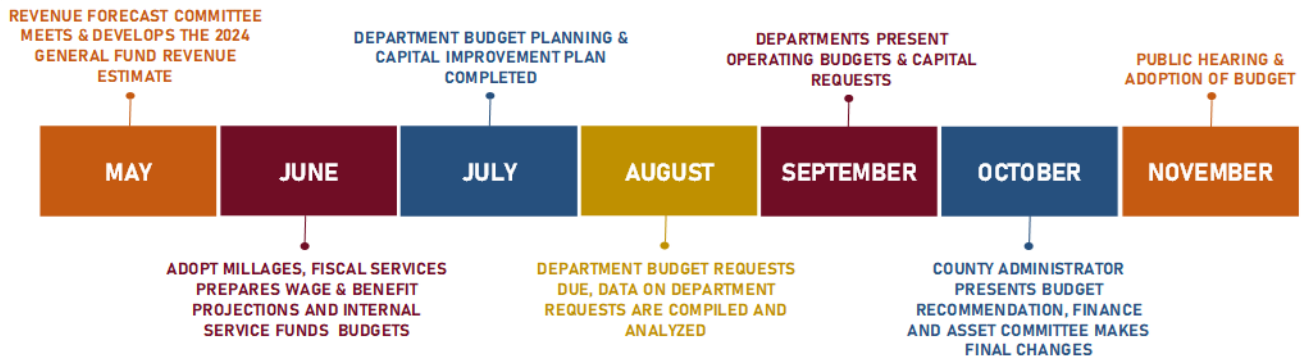 REVENUE FORECAST COMMITTEE
MEETS & DEVELOPS THE 2024
GENERAL FUND REVENUE
ESTIMATE
DEPARTMENT BUDGET PLANNING &
CAPITAL IMPROVEMENT PLAN
COMPLETED
DEPARTMENTS PRESENT
OPERATING BUDGETS & CAPITAL
REQUESTS
PUBLIC HEARING &
ADOPTION OF BUDGET
MAY
JUNE
JULY
AUGUST
SEPTEMBER
OCTOBER
NOVEMBER
ADOPT MILLAGES, FISCAL SERVICES
PREPARES WAGE & BENEFIT
PROJECTIONS AND INTERNAL
SERVICE FUNDS BUDGETS
DEPARTMENT BUDGET REQUESTS
DUE, DATA ON DEPARTMENT
REQUESTS ARE COMPILED AND
ANALYZED
COUNTY ADMINISTRATOR
PRESENTS BUDGET
RECOMMENDATION, FINANCE
AND ASSET COMMITTEE MAKES
FINAL CHANGES